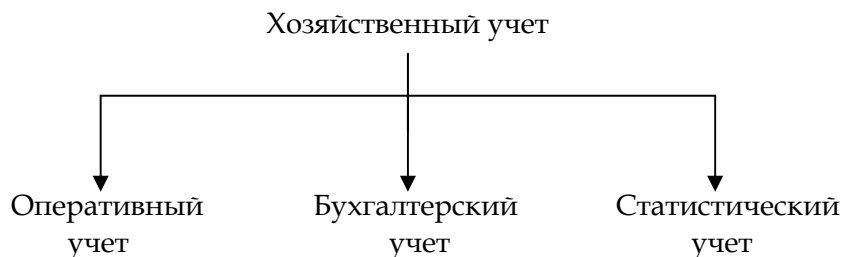 Хозяйственный учет
Оперативный
учет
Бухгалтерский
учет
Статистический
учет